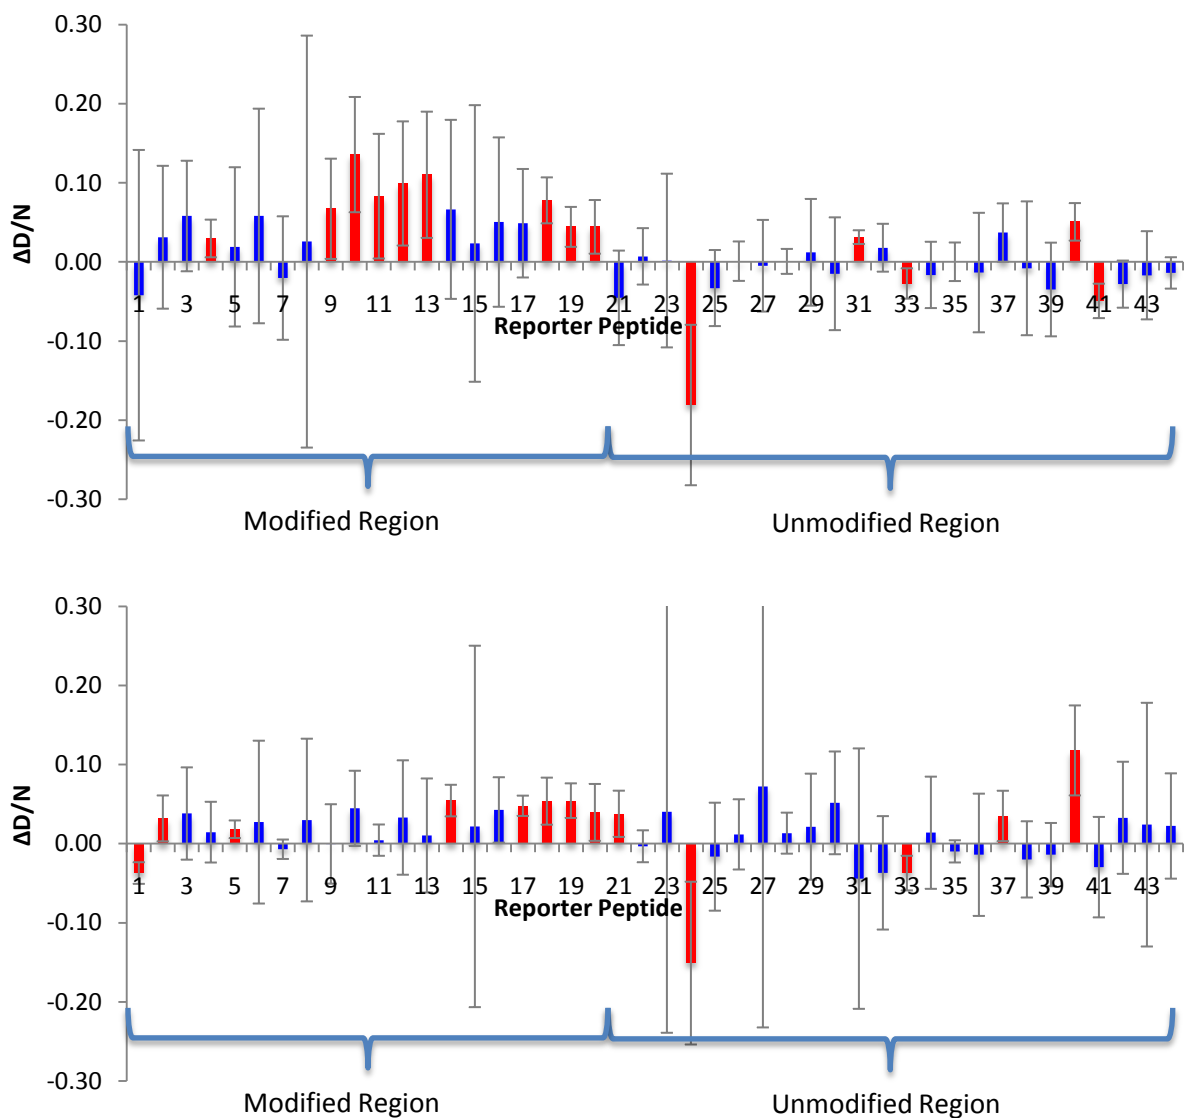 0.30
0.20
0.10
0.00
-0.10
-0.20
-0.30
ΔD/N
1 3 5 7 9 11 13 15 17 19 21 23 25 27 29 31 33 35 37 39 41 43
Reporter Peptide
Modified Region Unmodified Region
0.30
0.20
0.10
0.00
-0.10
-0.20
-0.30
ΔD/N
1 3 5 7 9 11 13 15 17 19 21 23 25 27 29 31 33 35 37 39 41 43
Reporter Peptide
Modified Region Unmodified Region